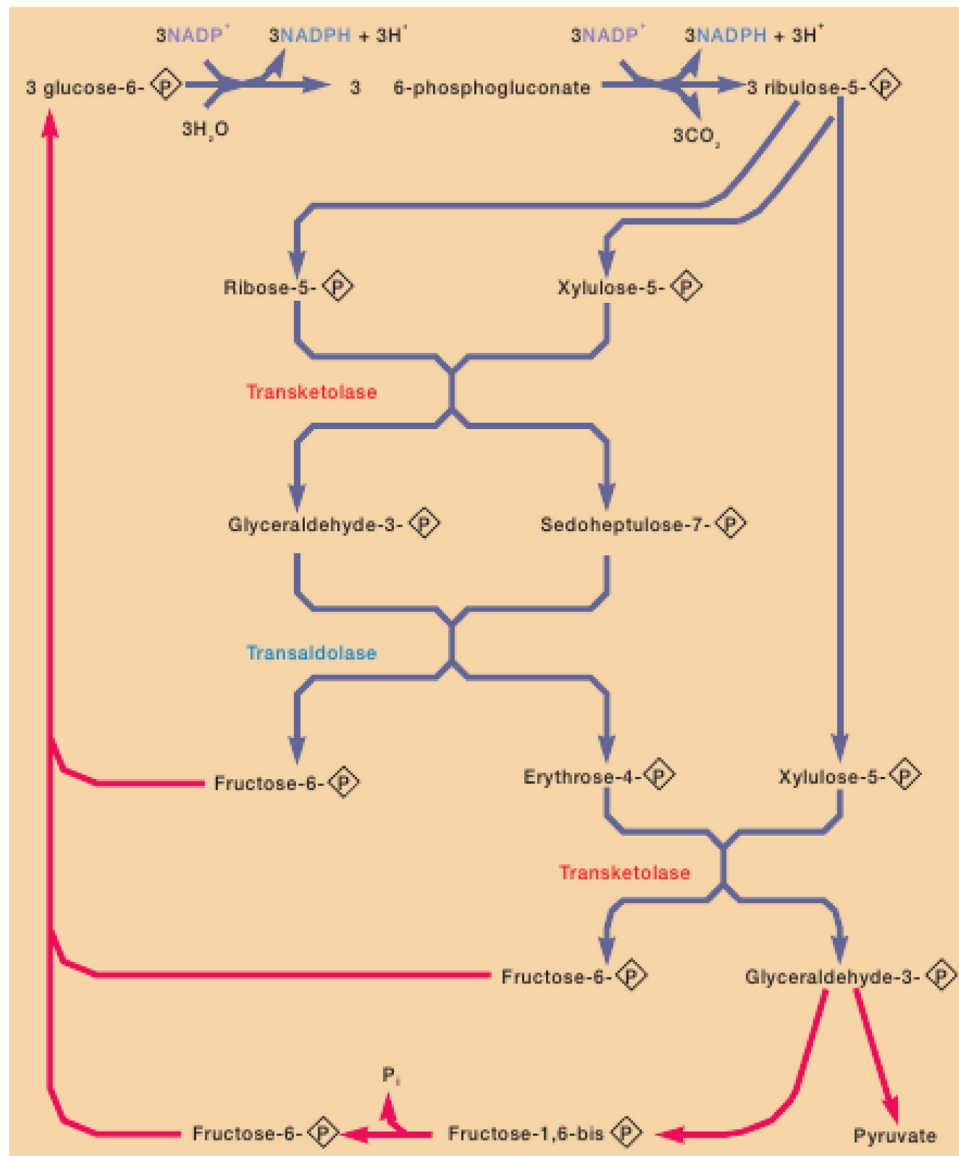 3NADP⁺ 3NADPH + 3H⁺ 3NADP⁺ 3NADPH + 3H⁺
3 glucose-6- P 3 6-phosphogluconate 3 ribulose-5- P
3H₂O 3CO₂
Ribose-5- P Xylulose-5- P
Transketolase
Glyceraldehyde-3- P Sedoheptulose-7- P
Transaldolase
Fructose-6- P Erythrose-4- P Xylulose-5- P
Transketolase
Fructose-6- P Glyceraldehyde-3- P
Pᵢ
Fructose-6- P Fructose-1,6-bis P Pyruvate